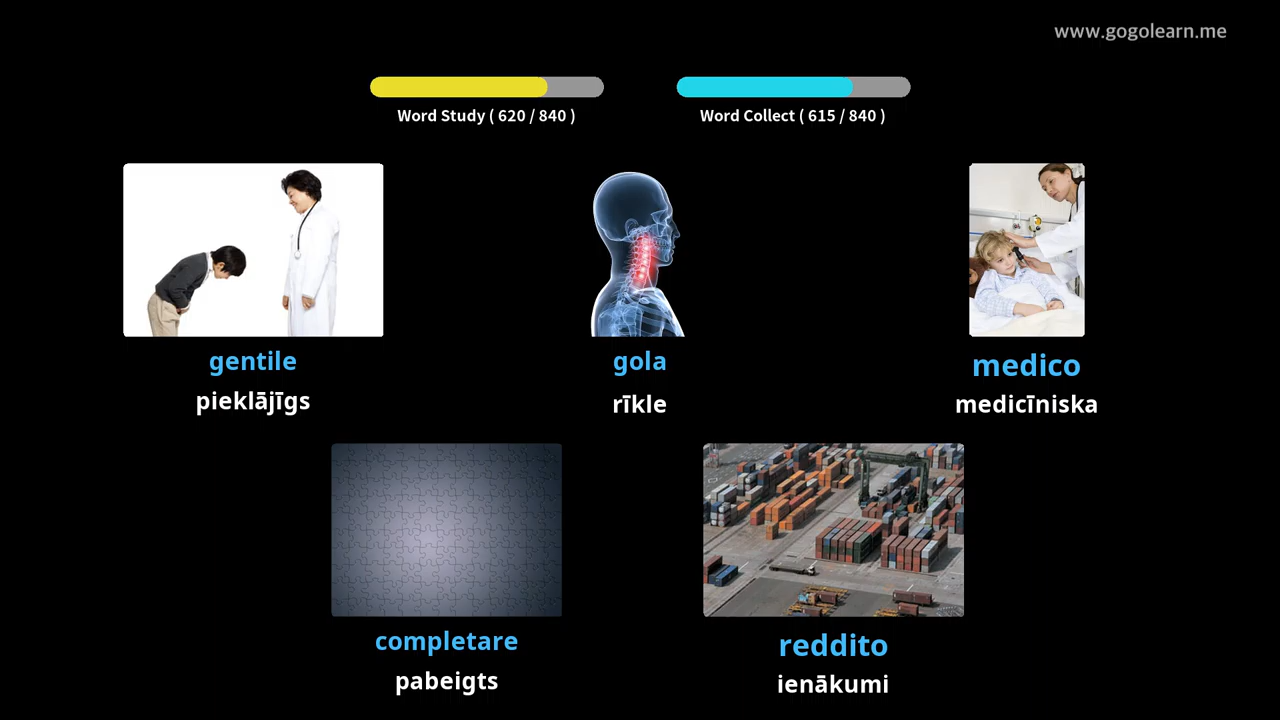 www.gogolearn.me
Word Study ( 620 / 840 )
Word Collect ( 615 / 840 )
gentile
pieklājīgs
gola
rīkle
medico
medicīniska
completare
pabeigts
reddito
ienākumi